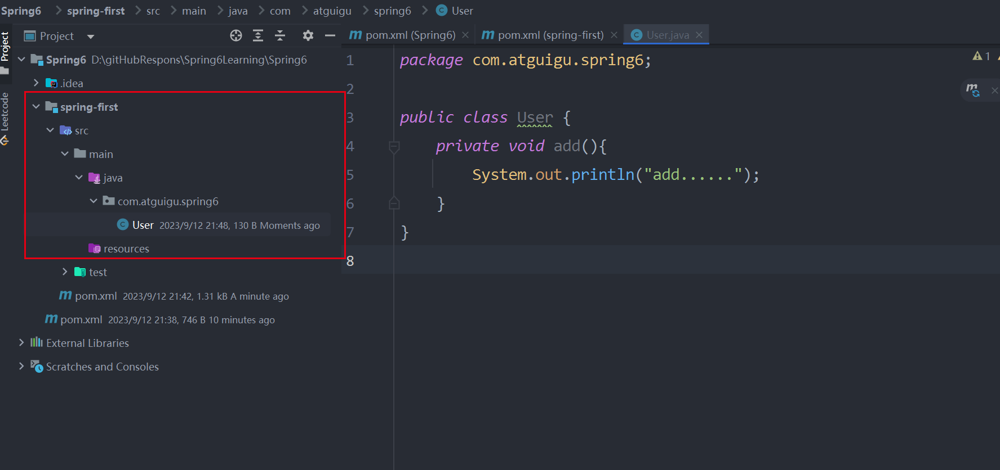 Spring6 spring-first src main java com atguigu spring6 User
Project
Leetcode
Project
Spring6 D:\gitHubRespons\Spring6Learning\Spring6
.idea
spring-first
src
main
java
com.atguigu.spring6
User 2023/9/12 21:48, 130 B Moments ago
resources
test
pom.xml 2023/9/12 21:42, 1.31 kB A minute ago
pom.xml 2023/9/12 21:38, 746 B 10 minutes ago
External Libraries
Scratches and Consoles
pom.xml (Spring6) pom.xml (spring-first) User.java
1 package com.atguigu.spring6;
2
3 public class User {
4 private void add(){
5 System.out.println("add......");
6 }
7 }
8
1